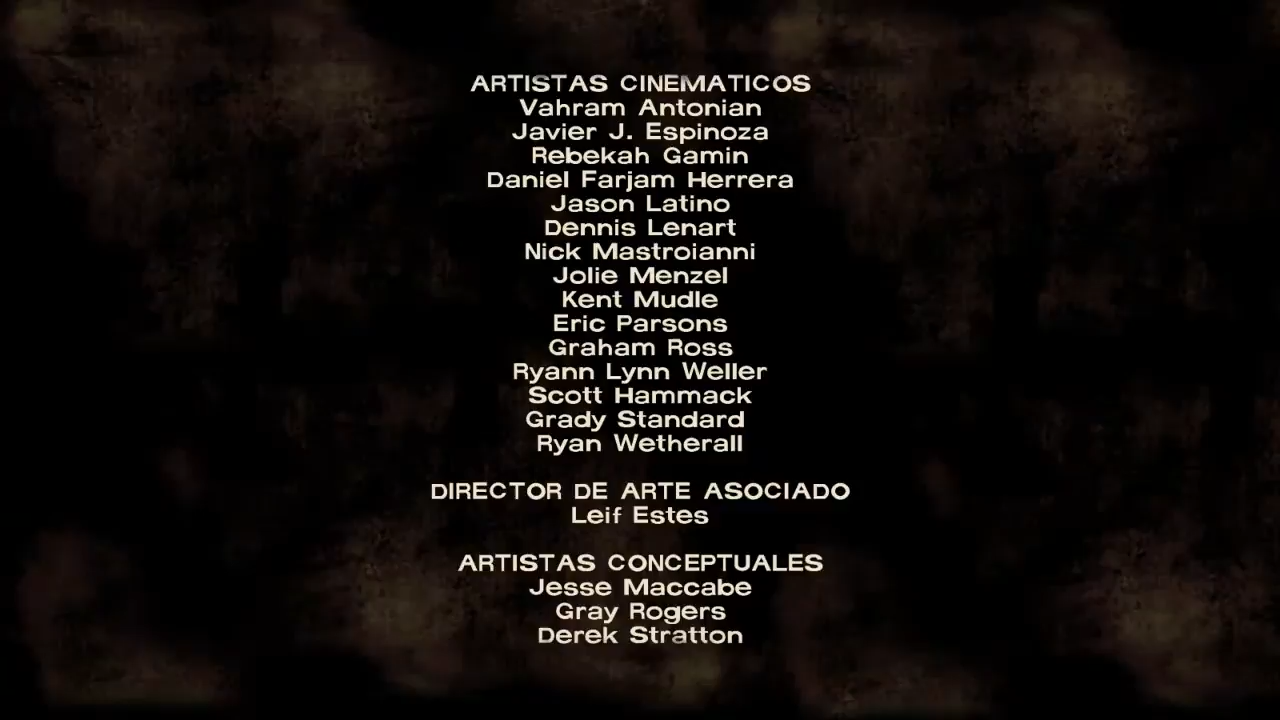 ARTISTAS CINEMATICOS
Vahram Antonian
Javier J. Espinoza
Rebekah Gamin
Daniel Farjam Herrera
Jason Latino
Dennis Lenart
Nick Mastroianni
Jolie Menzel
Kent Mudle
Eric Parsons
Graham Ross
Ryann Lynn Weller
Scott Hammack
Grady Standard
Ryan Wetherall
DIRECTOR DE ARTE ASOCIADO
Leif Estes
ARTISTAS CONCEPTUALES
Jesse Maccabe
Gray Rogers
Derek Stratton